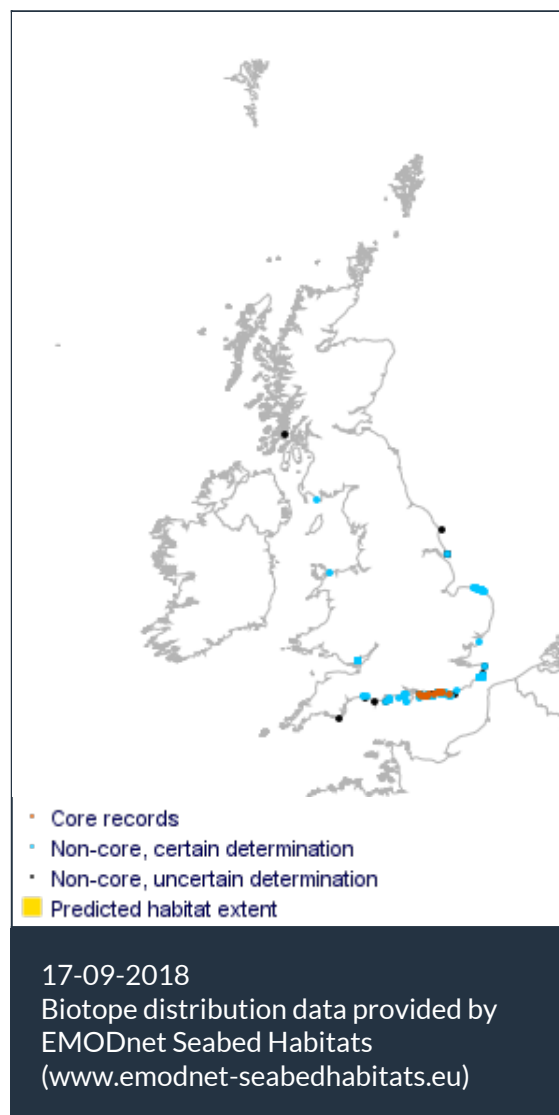 Core records
Non-core, certain determination
Non-core, uncertain determination
Predicted habitat extent
17-09-2018
Biotope distribution data provided by
EMODnet Seabed Habitats
(www.emodnet-seabedhabitats.eu)